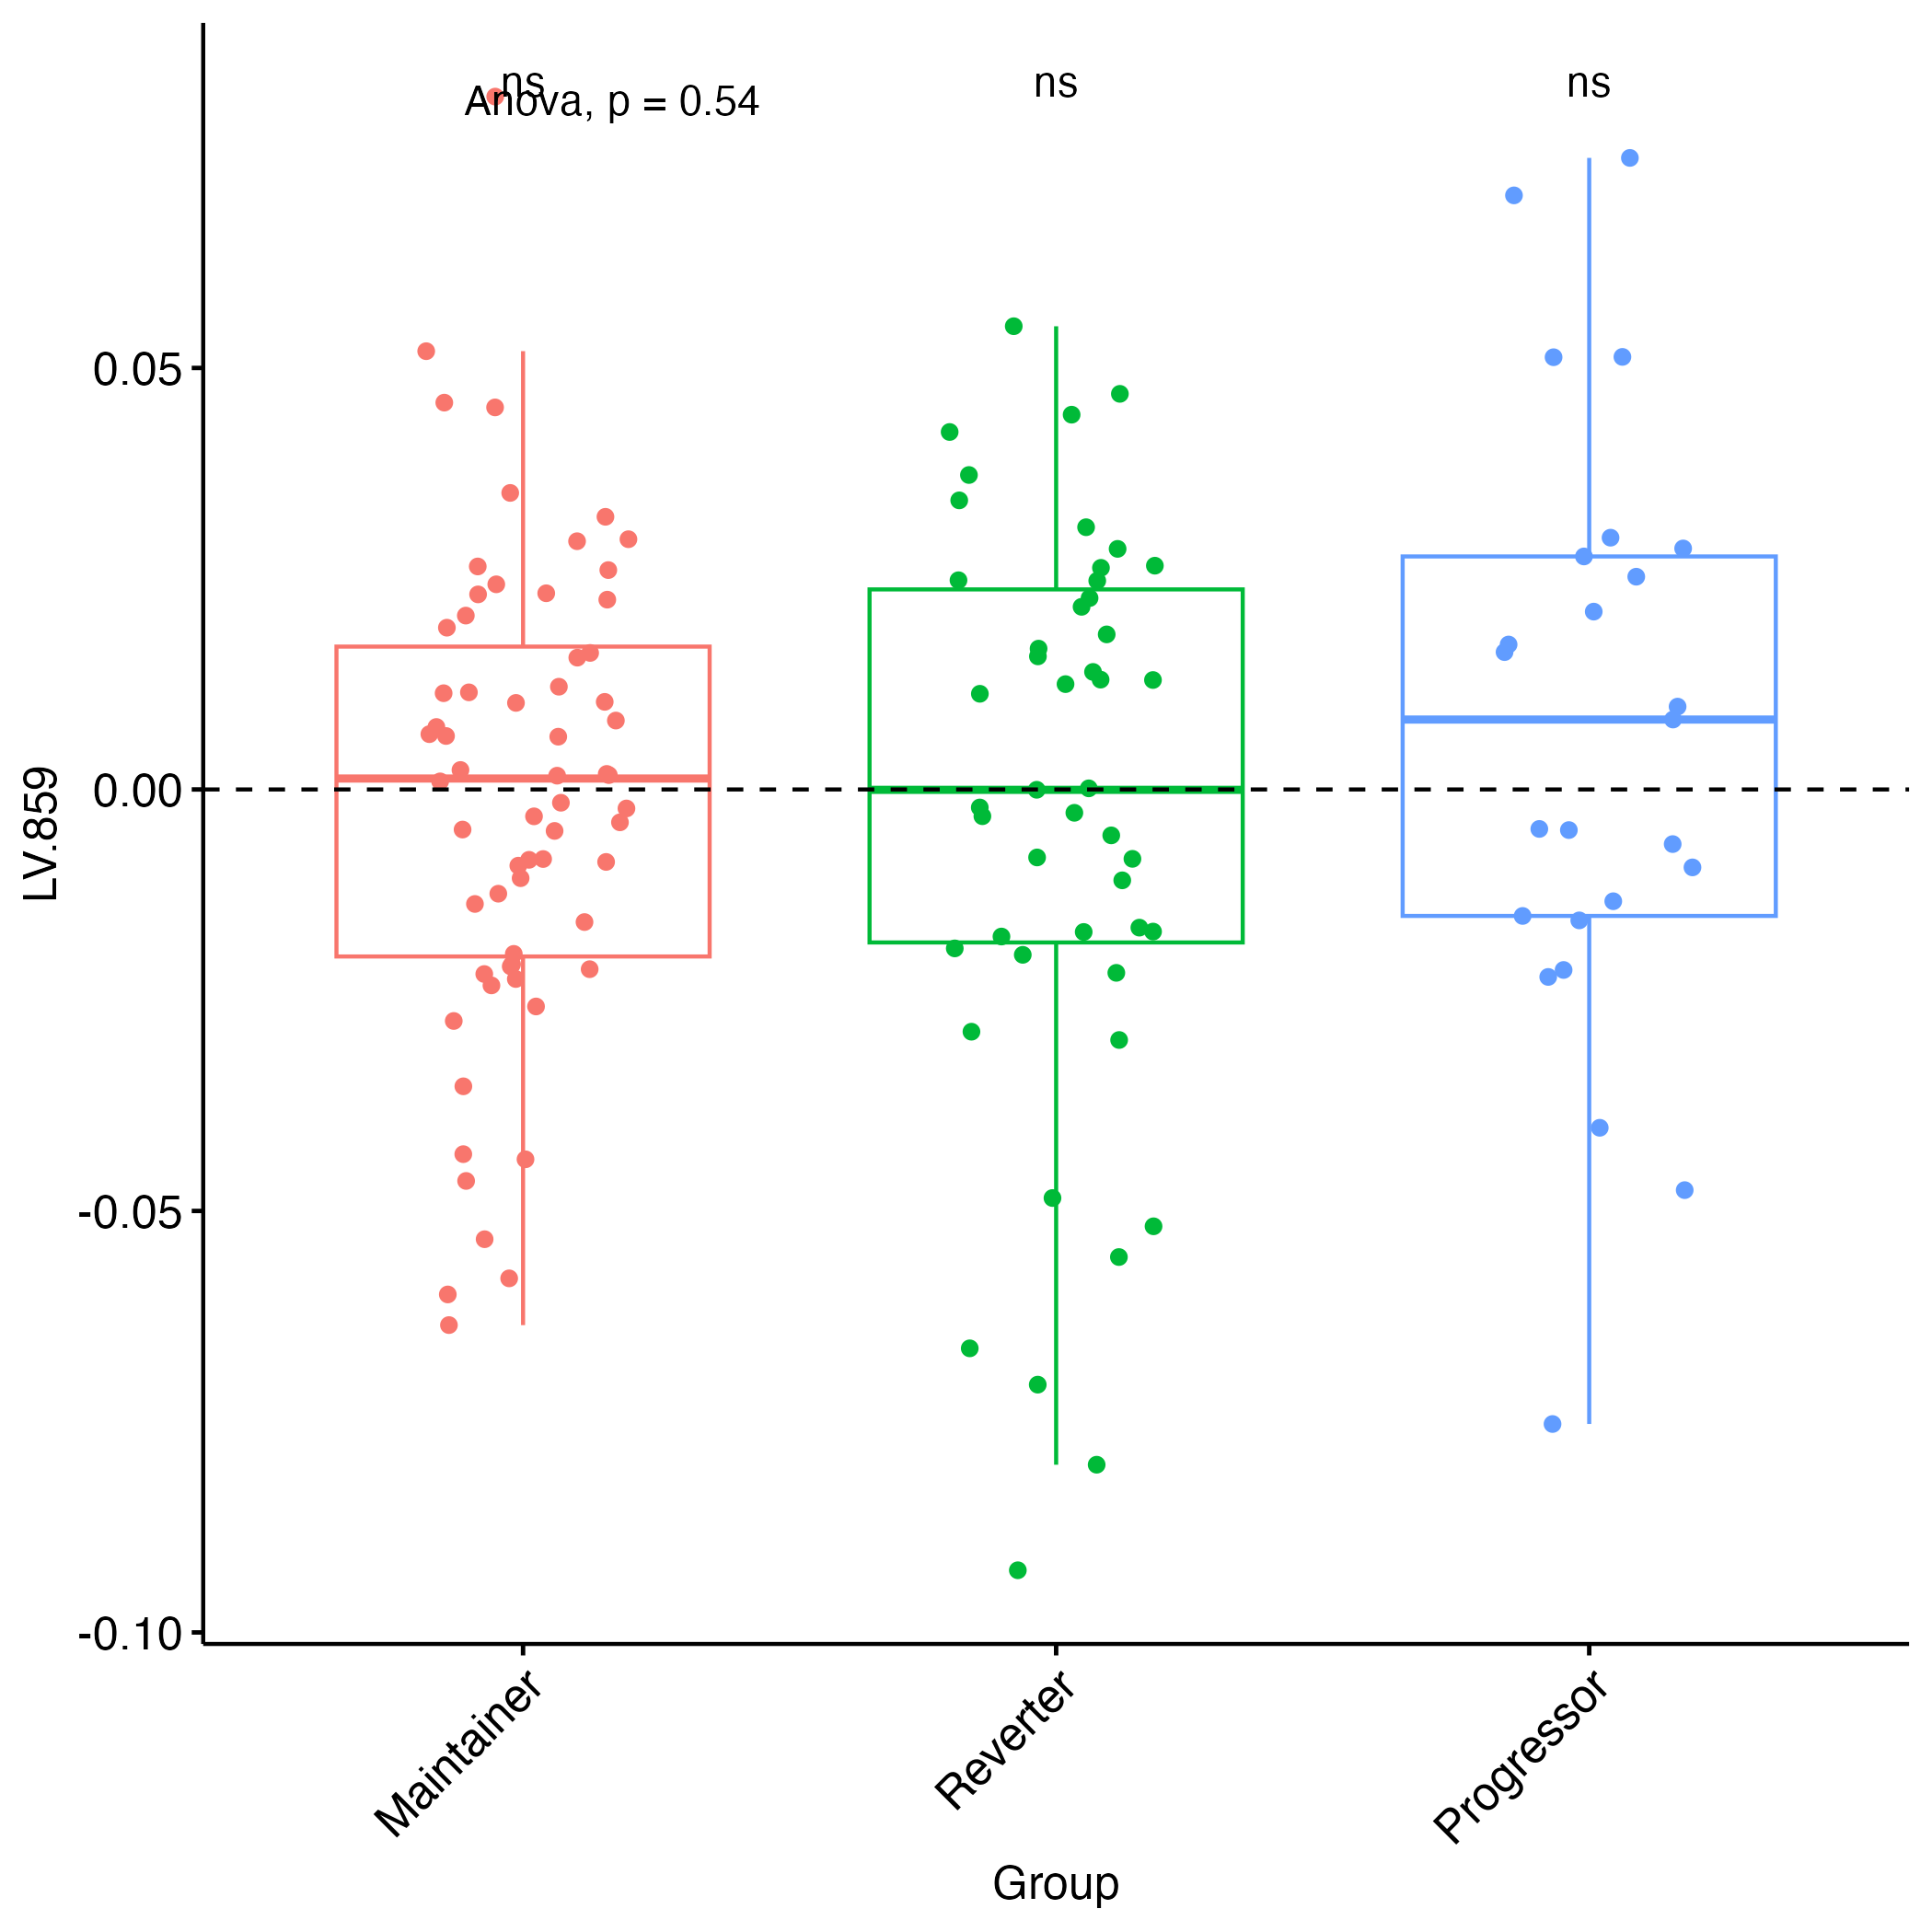 ns
ns
ns
Anova, p = 0.54
0.05
0.00
-0.05
-0.10
LV.859
Maintainer
Reverter
Progressor
Group